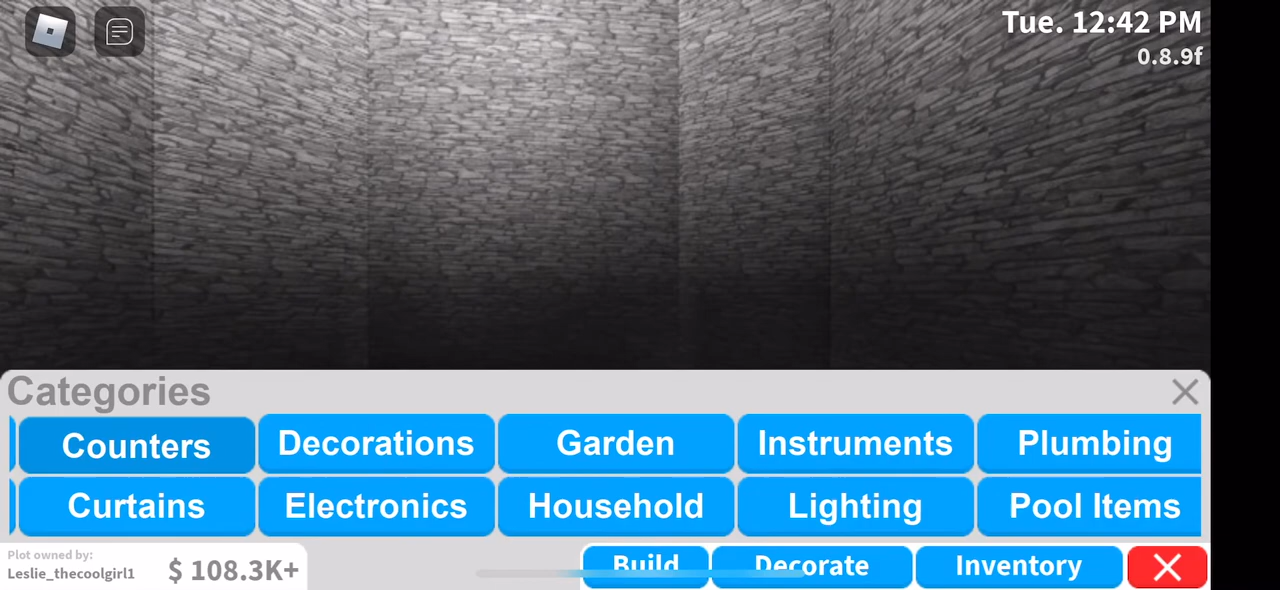 Tue. 12:42 PM
0.8.9f
Categories
Counters Decorations Garden Instruments Plumbing
Curtains Electronics Household Lighting Pool Items
Plot owned by:
Leslie_thecoolgirl1
$ 108.3K+
Build Decorate Inventory